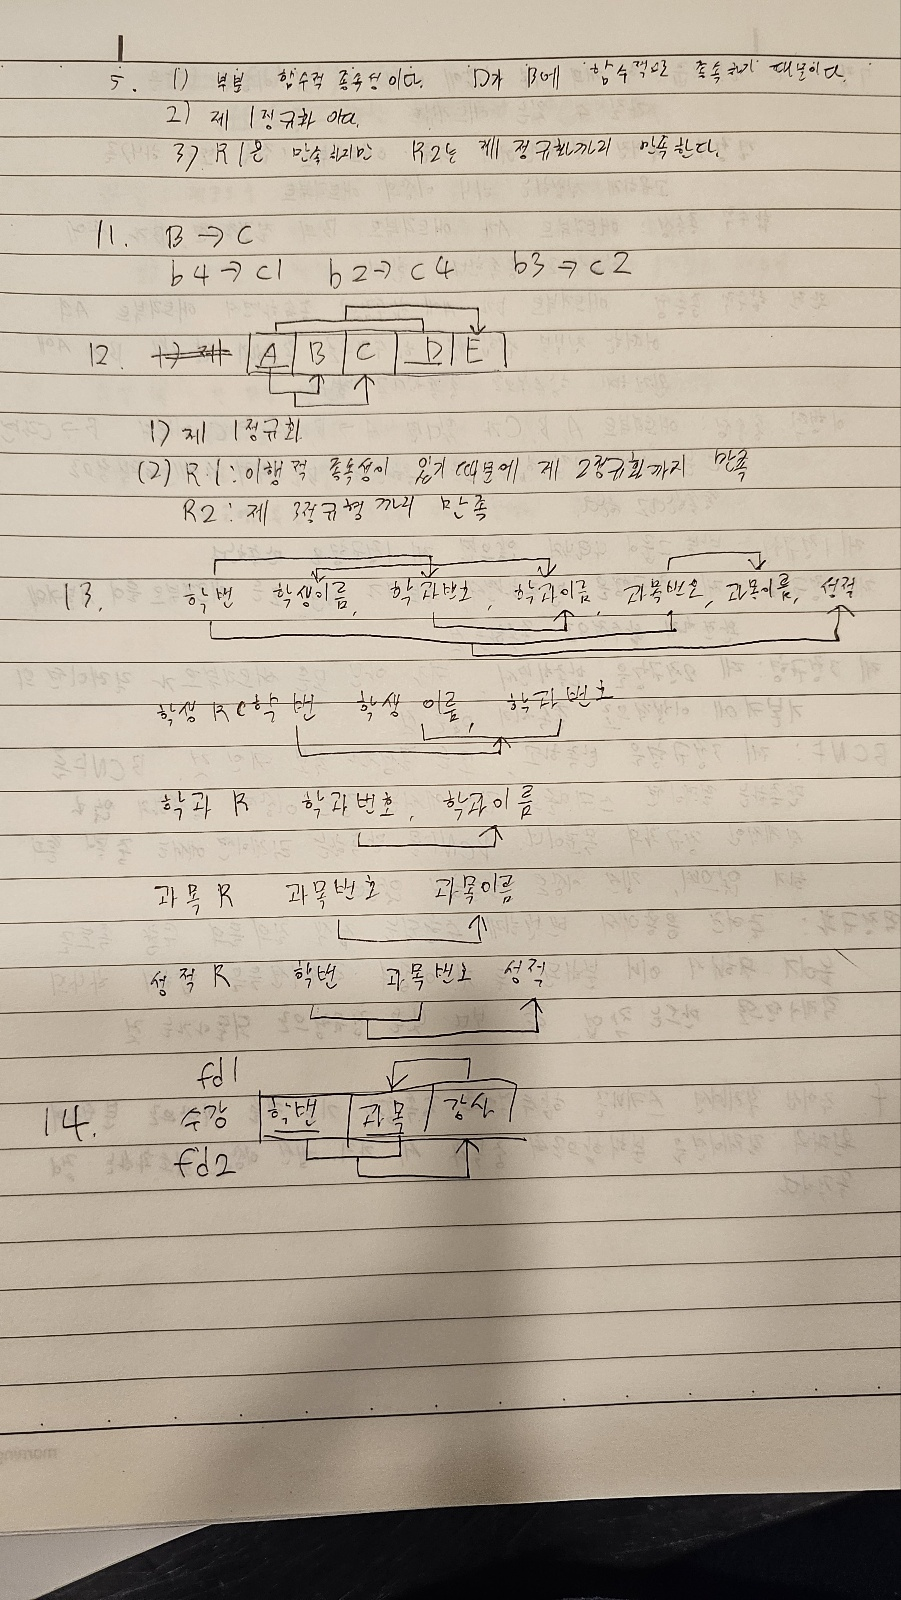 5. 1) 부분 함수적 종속성이다. D가 B에 함수적으로 종속하기 때문이다.
2) 제 1정규화 이다.
3) R1은 만속하지만 R2는 제 정규화까지 만족한다.
11. B → C
b4 → c1 b2 → c4 b3 → c2
12. A B C D E
1) 제 1정규화
(2) R1: 이행적 종속성이 있기 때문에 제 2정규화까지 만족
R2: 제 3정규형 까지 만족
13. 학번 학생이름, 학과번호, 학과이름, 과목번호, 과목이름, 성적
학생 R 학번 학생 이름, 학과번호
학과 R 학과번호, 학과이름
과목 R 과목번호 과목이름
성적 R 학번 과목번호 성적
fd1
14. 수강 학번 과목 강사
fd2